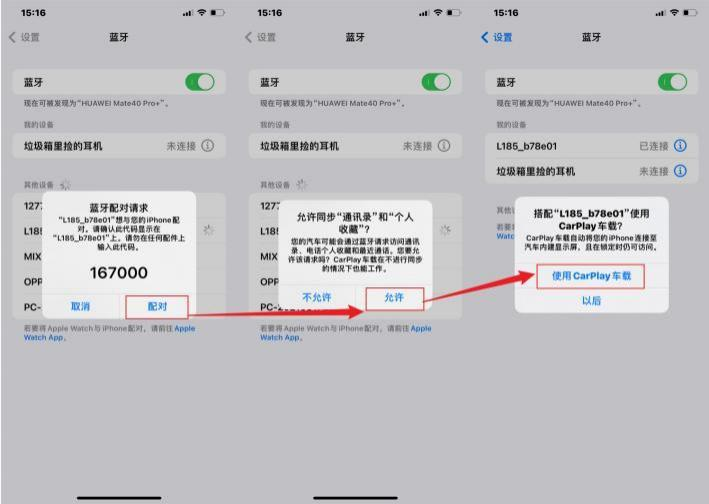 15:16
设置
蓝牙
蓝牙
现在可被发现为“HUAWEI Mate40 Pro+”。
我的设备
垃圾箱里捡的耳机 未连接
其他设备
127
L18
MIX
OPP
PC-
蓝牙配对请求
“L185_b78e01”想与您的iPhone配
对。请确认此代码显示在
“L185_b78e01”上。请勿在任何配件上
输入此代码。
167000
取消 配对
若要将Apple Watch与iPhone配对，请前往Apple
Watch App。
15:16
设置
蓝牙
蓝牙
现在可被发现为“HUAWEI Mate40 Pro+”。
我的设备
垃圾箱里捡的耳机 未连接
其他设备
127
L18
MIX
OPP
PC-
允许同步“通讯录”和“个人
收藏”？
您的汽车可能会通过蓝牙请求访问通讯
录、电话个人收藏和最近通话。您要允
许该请求吗？CarPlay车载在不进行同步
的情况下也能工作。
不允许 允许
若要将Apple Watch与iPhone配对，请前往Apple
Watch App。
15:16
设置
蓝牙
蓝牙
现在可被发现为“HUAWEI Mate40 Pro+”。
我的设备
L185_b78e01 已连接
垃圾箱里捡的耳机 未连接
其他
若要
Watc
搭配“L185_b78e01”使用
CarPlay车载？
CarPlay车载自动将您的iPhone连接至
汽车内建显示屏，且在锁定时仍可访问。
使用CarPlay车载
以后